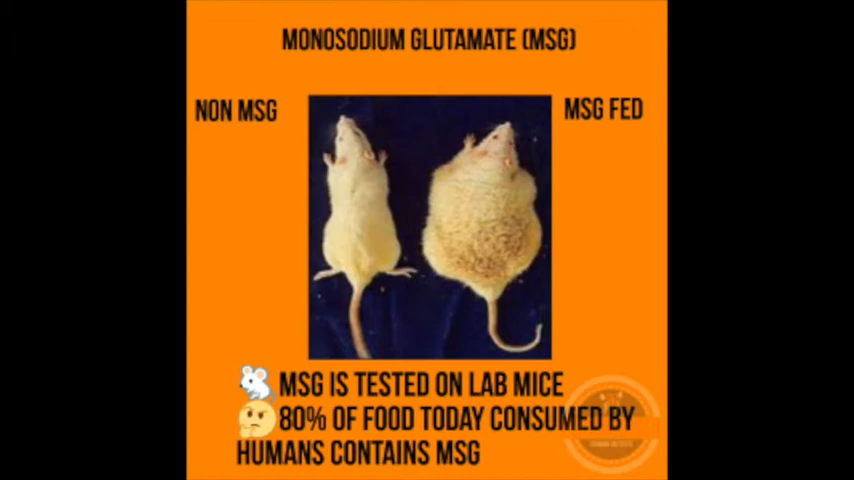 MONOSODIUM GLUTAMATE (MSG)
NON MSG
MSG FED
MSG IS TESTED ON LAB MICE
80% OF FOOD TODAY CONSUMED BY
HUMANS CONTAINS MSG